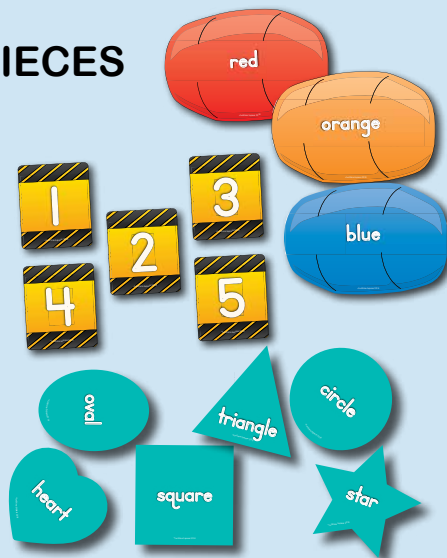 IECES
red
orange
blue
1
3
2
4
5
oval
triangle
circle
heart
square
star